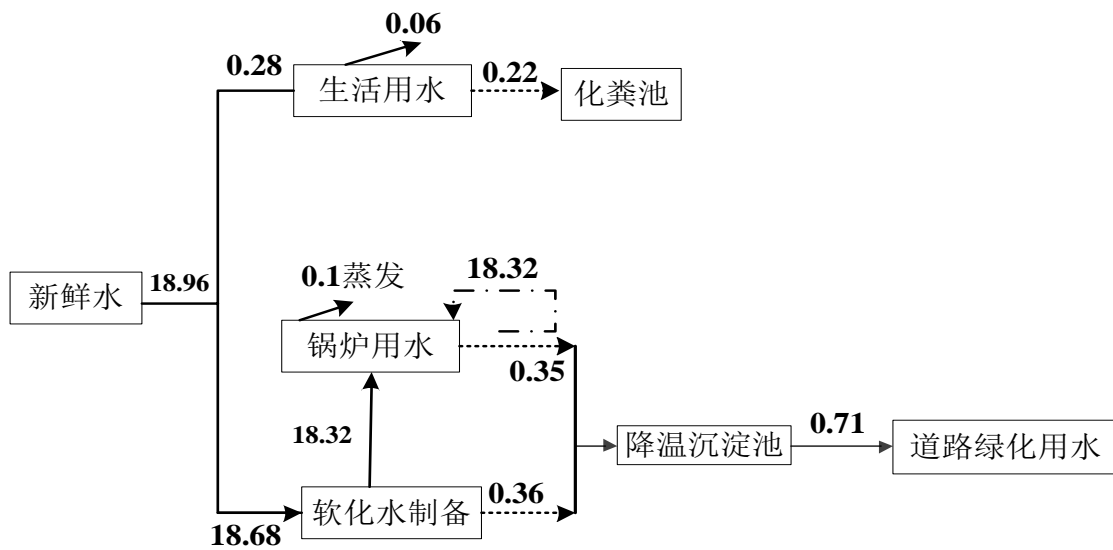 0.06
0.28
生活用水
0.22
化粪池
新鲜水
18.96
0.1蒸发
18.32
锅炉用水
0.35
18.32
降温沉淀池
0.71
道路绿化用水
软化水制备
0.36
18.68